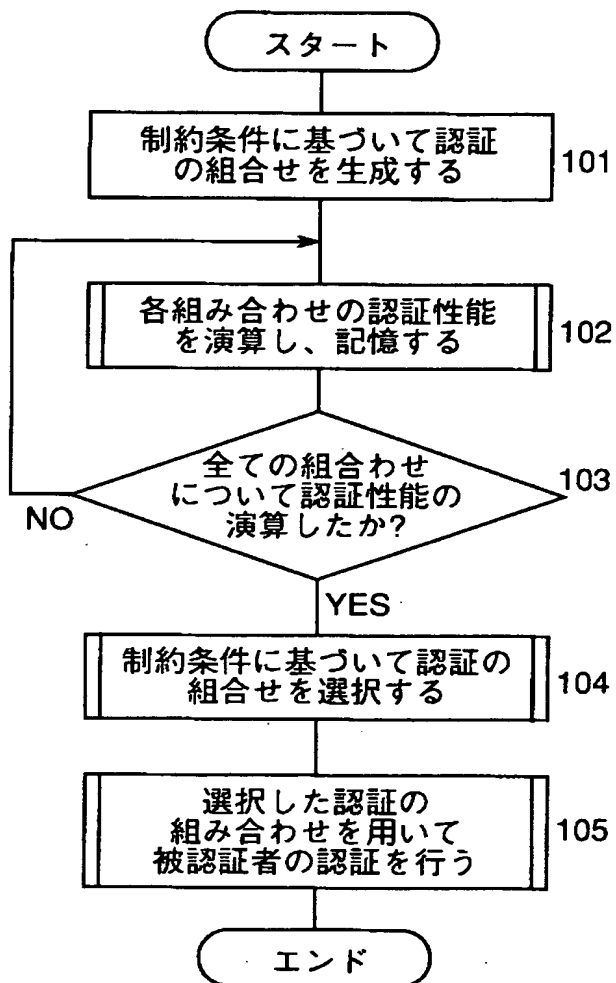 スタート
制約条件に基づいて認証
の組合せを生成する
101
各組み合わせの認証性能
を演算し、記憶する
102
全ての組合わせ
について認証性能の
演算したか?
103
NO
YES
制約条件に基づいて認証の
組合せを選択する
104
選択した認証の
組み合わせを用いて
被認証者の認証を行う
105
エンド